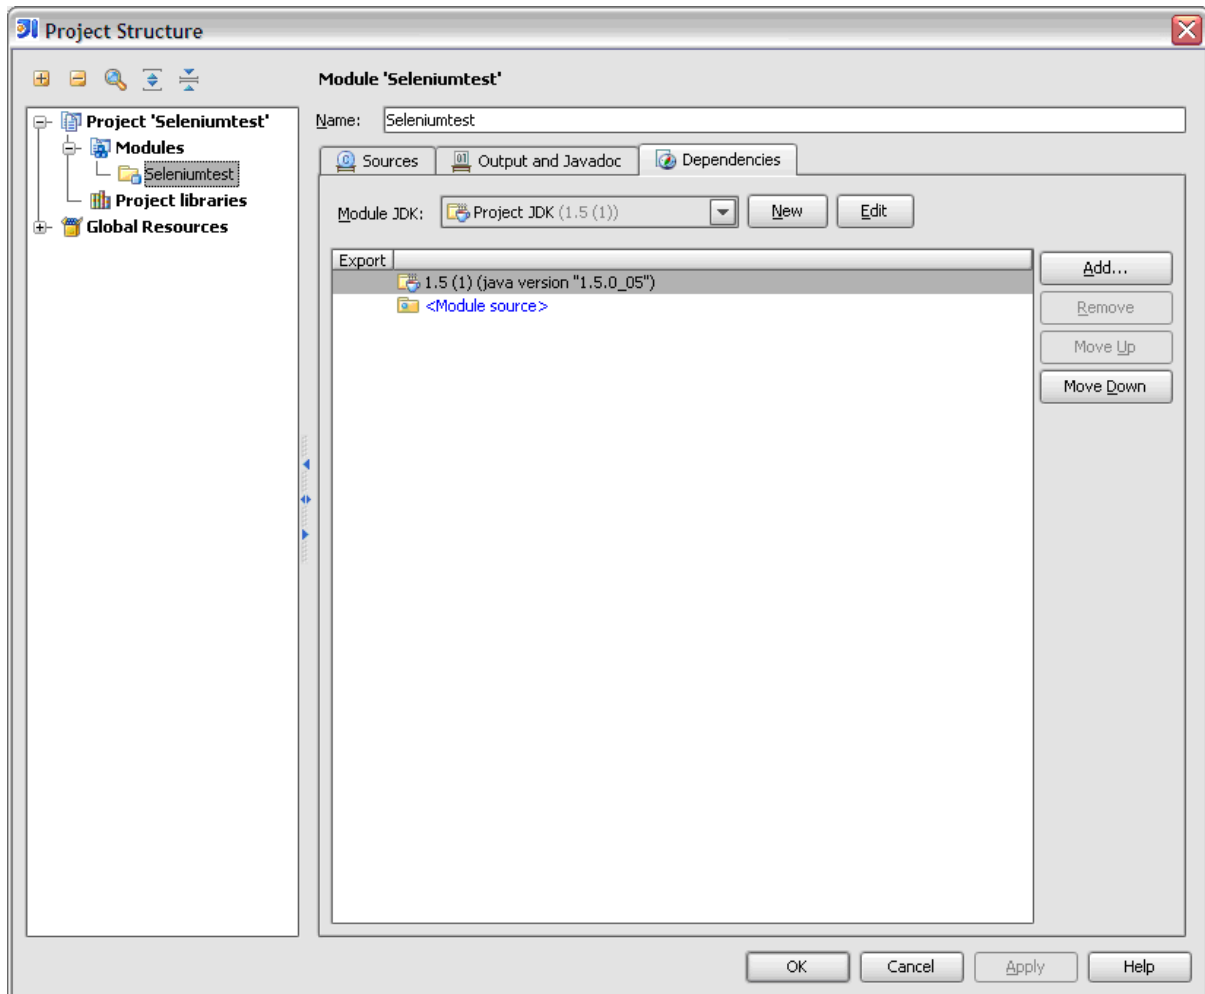 Project Structure
Module 'Seleniumtest'
Project 'Seleniumtest'
Modules
Seleniumtest
Project libraries
Global Resources
Name: Seleniumtest
Sources Output and Javadoc Dependencies
Module JDK: Project JDK (1.5 (1)) New Edit
Export
1.5 (1) (java version "1.5.0_05")
<Module source>
Add...
Remove
Move Up
Move Down
OK Cancel Apply Help